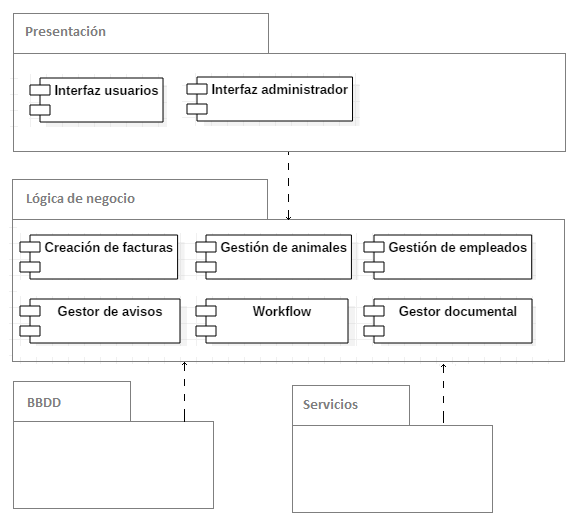 Presentación
Interfaz usuarios
Interfaz administrador
Lógica de negocio
Creación de facturas
Gestión de animales
Gestión de empleados
Gestor de avisos
Workflow
Gestor documental
BBDD
Servicios